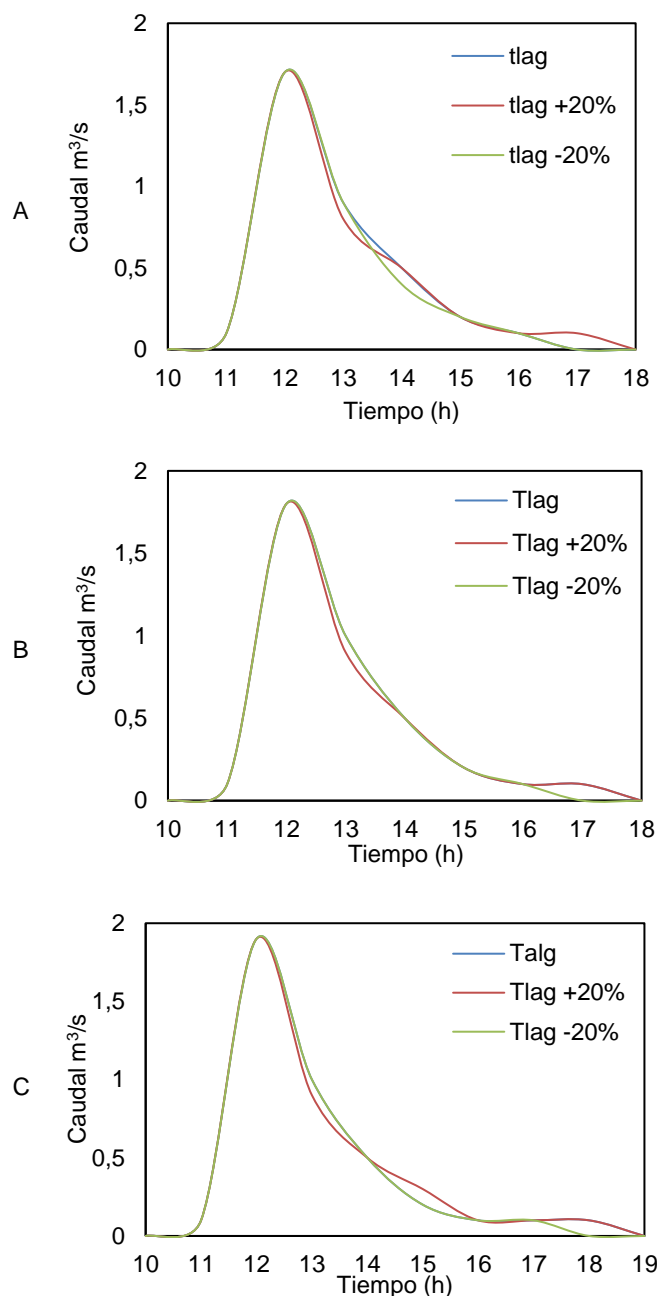 A
Caudal m³/s
2
1,5
1
0,5
0
10 11 12 13 14 15 16 17 18
Tiempo (h)
tlag
tlag +20%
tlag -20%
B
Caudal m³/s
2
1,5
1
0,5
0
10 11 12 13 14 15 16 17 18
Tiempo (h)
Tlag
Tlag +20%
Tlag -20%
C
Caudal m³/s
2
1,5
1
0,5
0
10 11 12 13 14 15 16 17 18 19
Tiempo (h)
Talg
Tlag +20%
Tlag -20%